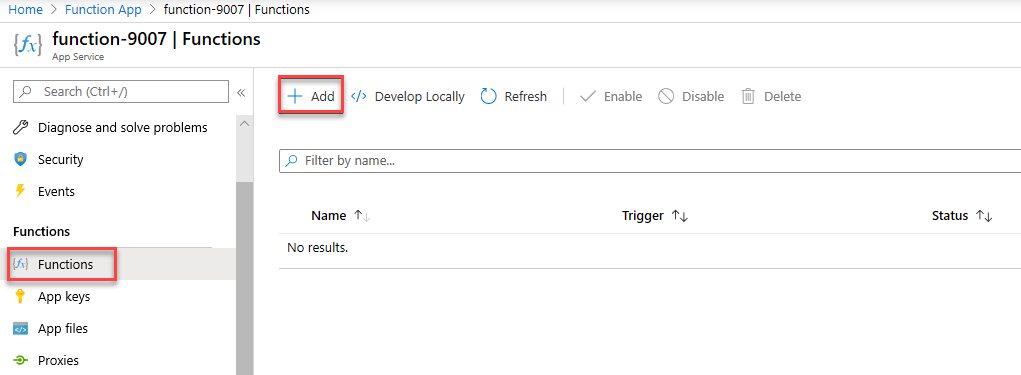 Home > Function App > function-9007 | Functions
{fx} function-9007 | Functions
App Service
Search (Ctrl+/) «
+ Add </> Develop Locally Refresh Enable Disable Delete
Diagnose and solve problems
Security
Events
Filter by name...
Functions
Name ↑↓ Trigger ↑↓ Status ↑↓
No results.
{fx} Functions
App keys
</> App files
Proxies